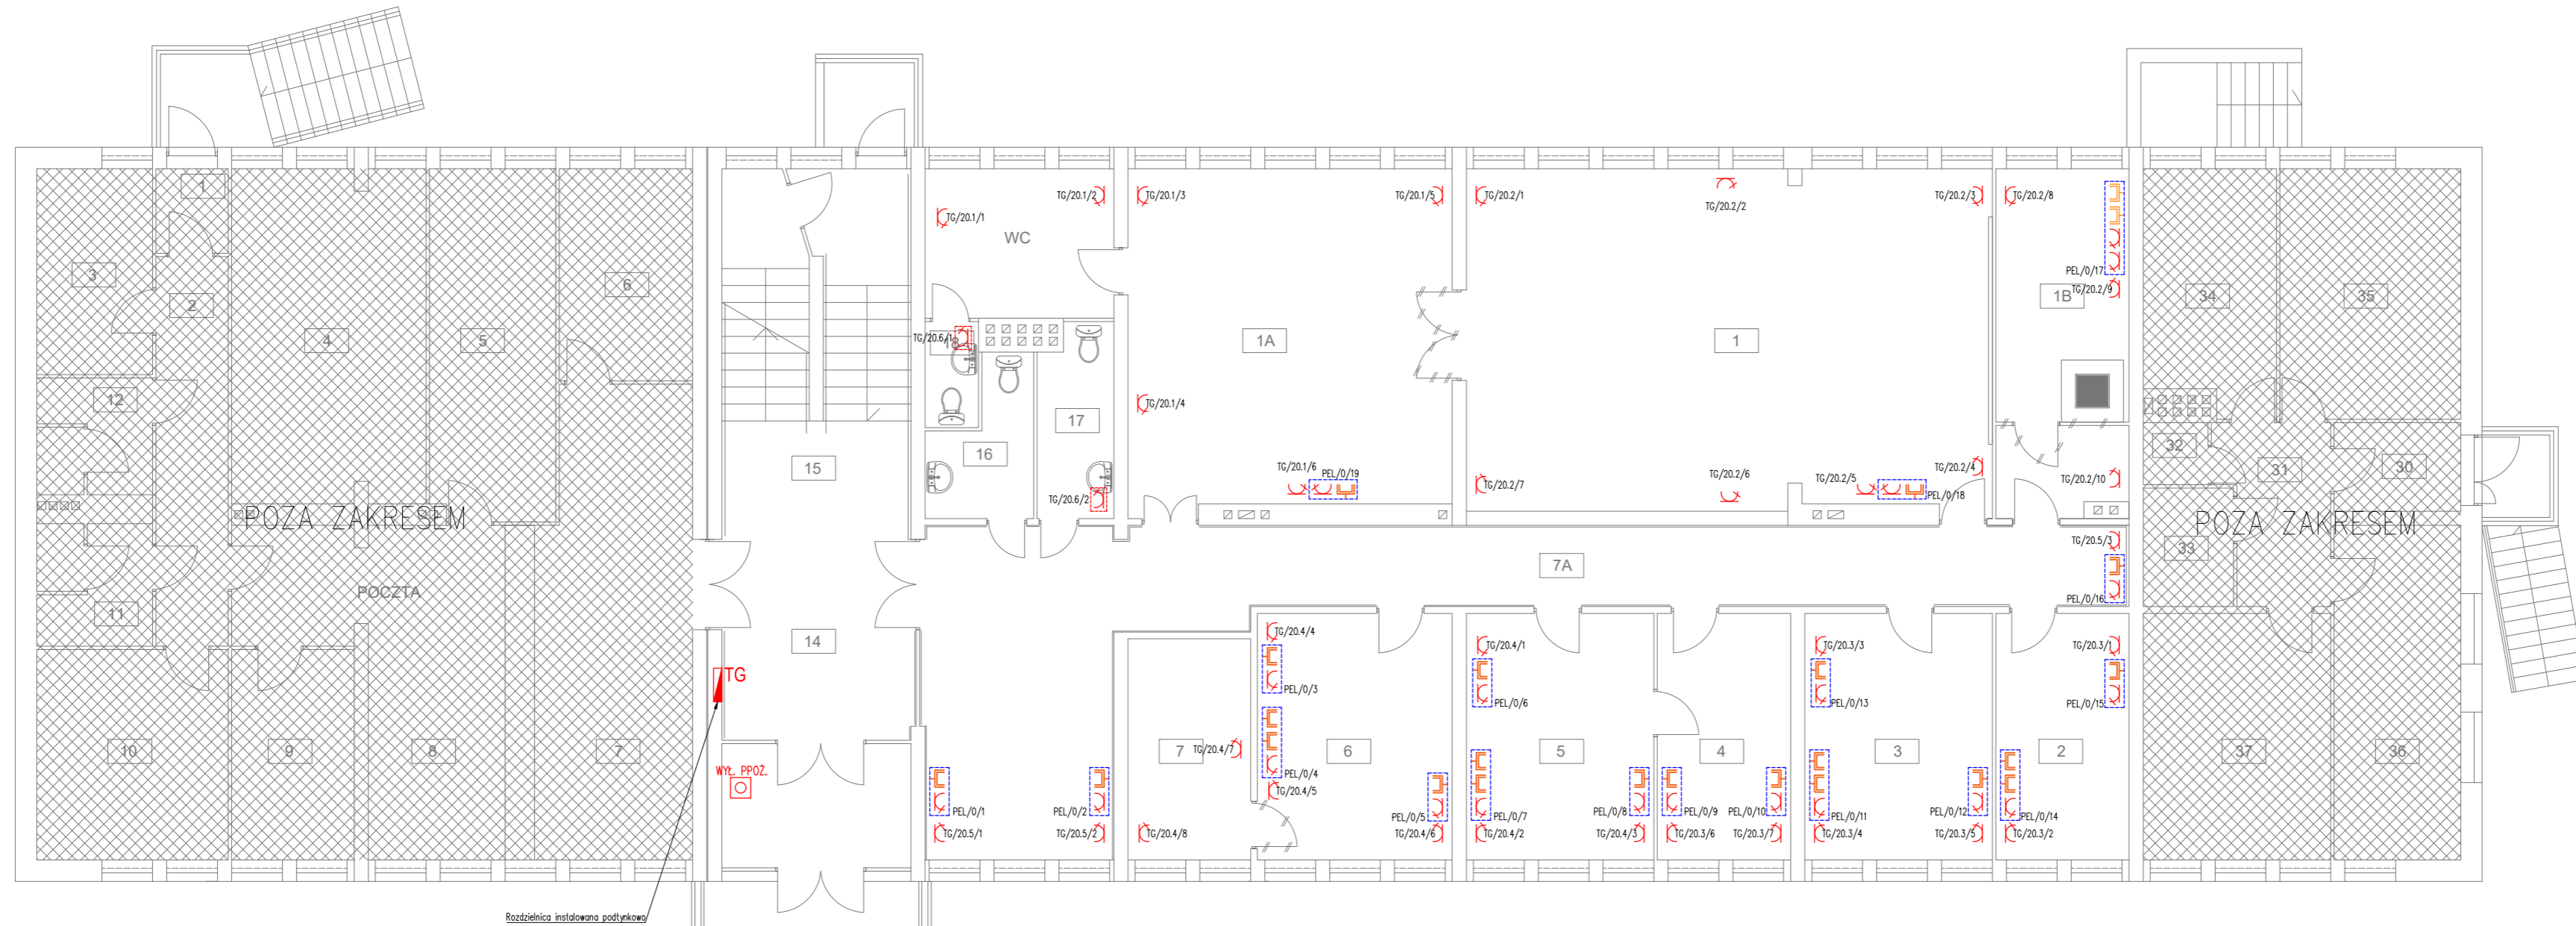 1
TG/20.1/2
TG/20.1/3
TG/20.1/5
TG/20.2/1
TG/20.2/2
TG/20.2/3
TG/20.2/8
TG/20.1/1
WC
3
2
6
PEL/0/17
TG/20.2/9
1B
34
35
4
5
TG/20.6/1
18
1A
1
12
TG/20.1/4
17
16
15
32
31
30
TG/20.1/6
PEL/0/19
TG/20.2/7
TG/20.2/6
TG/20.2/5
PEL/0/18
TG/20.2/4
TG/20.2/10
TG/20.6/2
POZA ZAKRESEM
POZA ZAKRESEM
33
TG/20.5/3
7A
PEL/0/16
POCZTA
11
14
TG/20.4/4
PEL/0/3
TG/20.4/1
PEL/0/6
TG/20.3/3
PEL/0/13
TG/20.3/1
PEL/0/15
TG
10
9
8
7
7
TG/20.4/7
6
5
4
3
2
37
36
WYŁ. PPOŻ.
PEL/0/4
TG/20.4/5
PEL/0/1
PEL/0/2
PEL/0/5
PEL/0/7
PEL/0/8
PEL/0/9
PEL/0/10
PEL/0/11
PEL/0/12
PEL/0/14
TG/20.5/1
TG/20.5/2
TG/20.4/8
TG/20.4/6
TG/20.4/2
TG/20.4/3
TG/20.3/6
TG/20.3/7
TG/20.3/4
TG/20.3/5
TG/20.3/2
Rozdzielnica instalowana podtynkowo